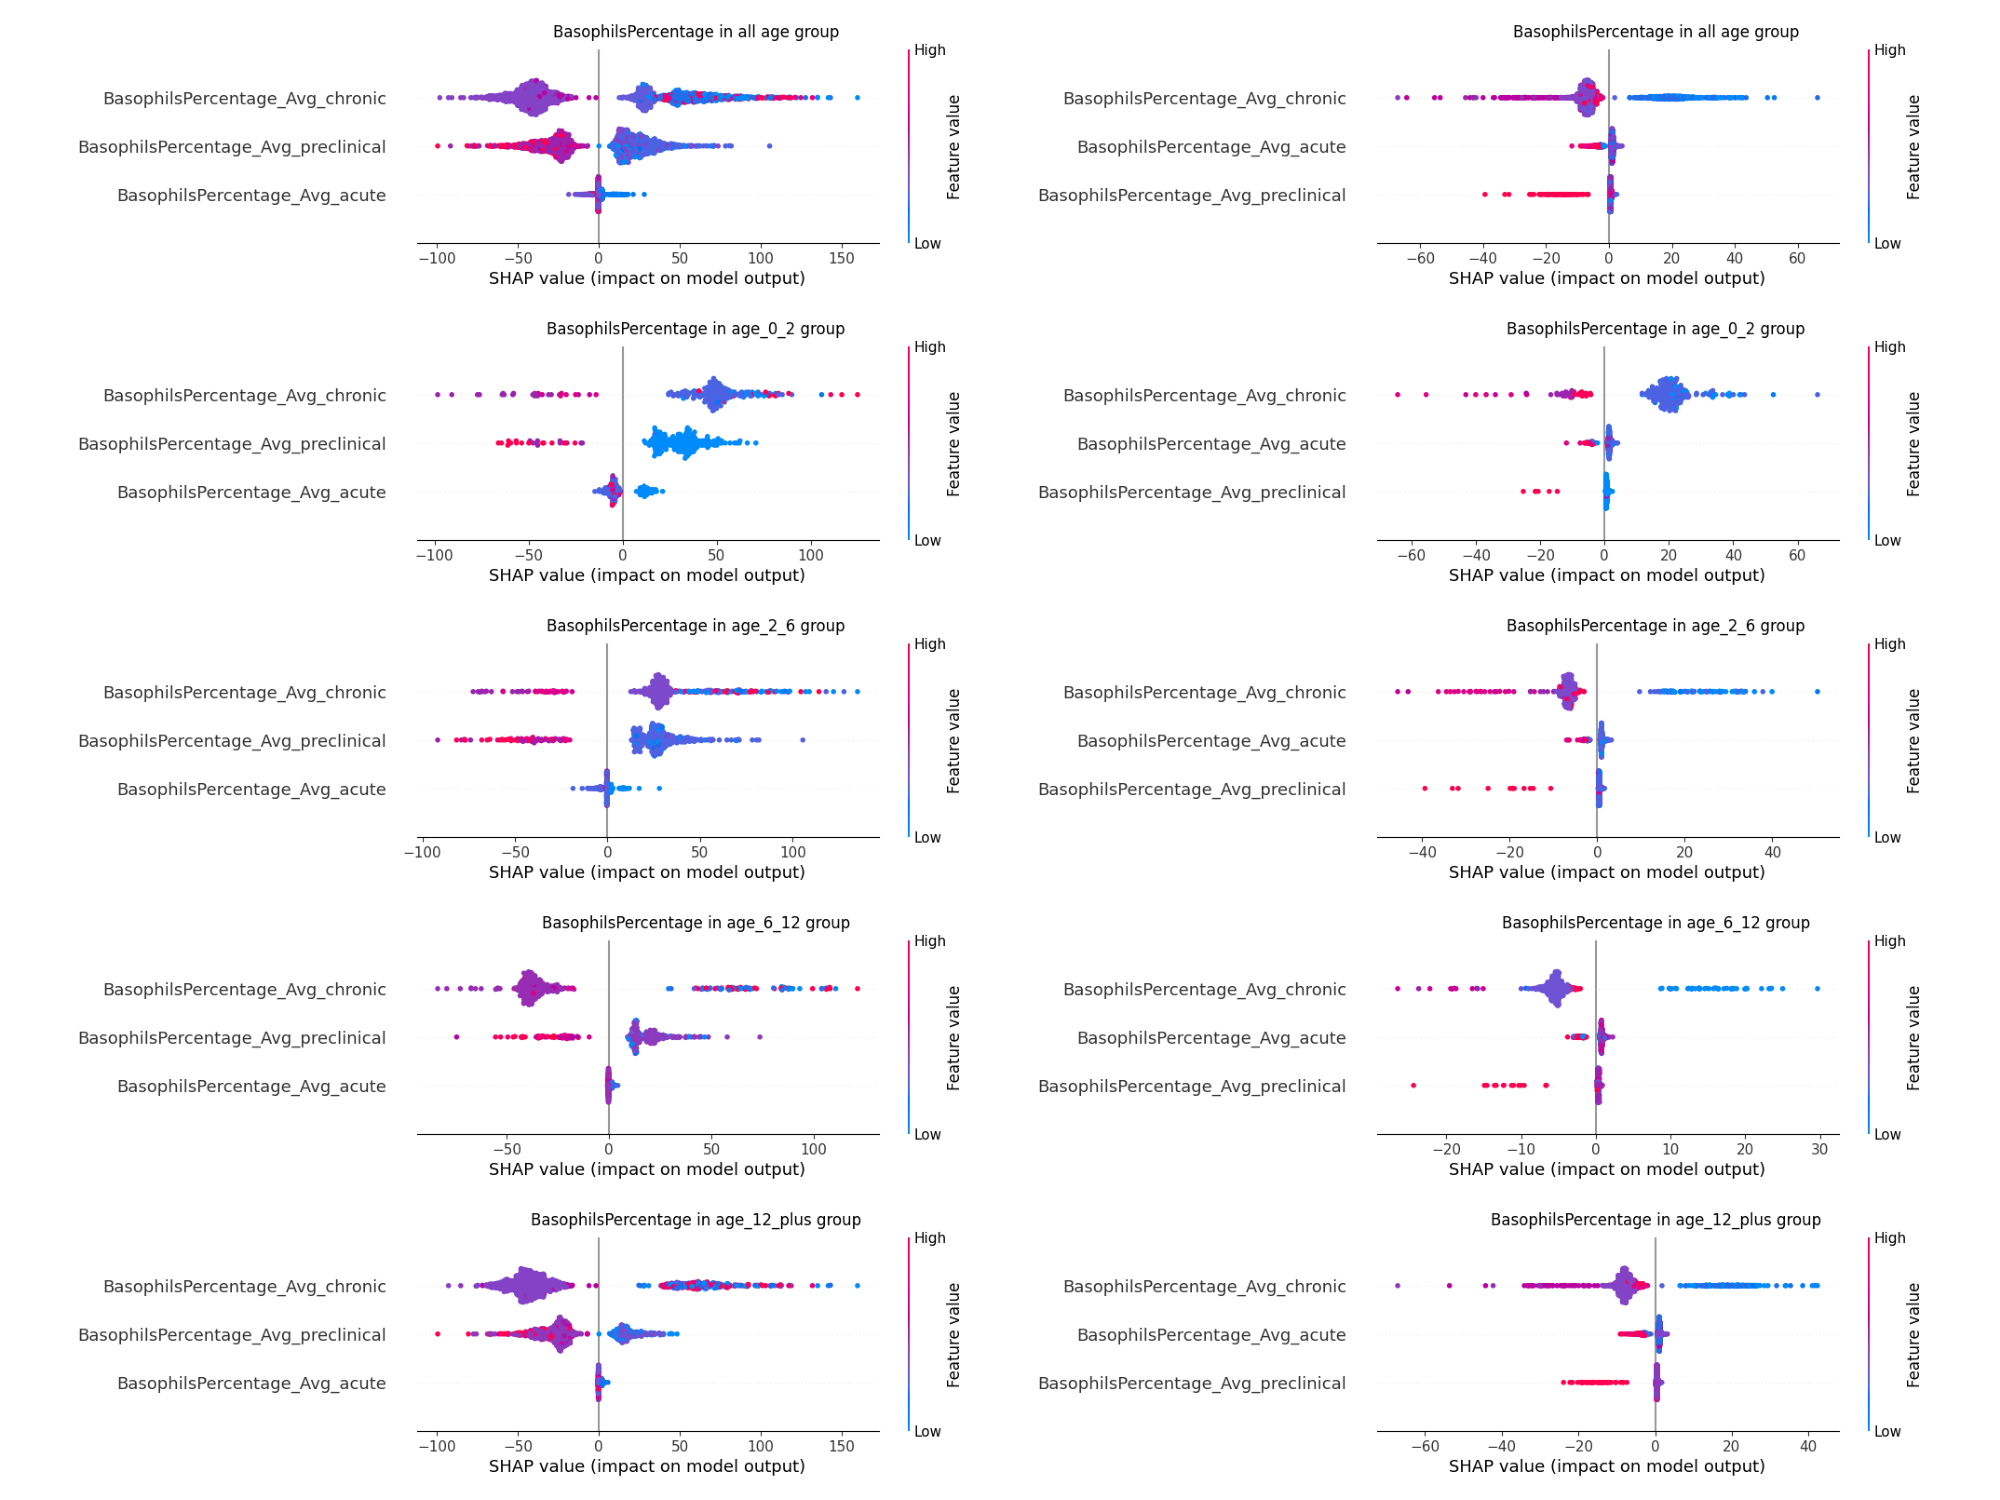 BasophilsPercentage in all age group
High
BasophilsPercentage_Avg_chronic
BasophilsPercentage_Avg_preclinical
BasophilsPercentage_Avg_acute
Feature value
Low
−100 −50 0 50 100 150
SHAP value (impact on model output)
BasophilsPercentage in all age group
High
BasophilsPercentage_Avg_chronic
BasophilsPercentage_Avg_acute
BasophilsPercentage_Avg_preclinical
Feature value
Low
−60 −40 −20 0 20 40 60
SHAP value (impact on model output)
BasophilsPercentage in age_0_2 group
High
BasophilsPercentage_Avg_chronic
BasophilsPercentage_Avg_preclinical
BasophilsPercentage_Avg_acute
Feature value
Low
−100 −50 0 50 100
SHAP value (impact on model output)
BasophilsPercentage in age_0_2 group
High
BasophilsPercentage_Avg_chronic
BasophilsPercentage_Avg_acute
BasophilsPercentage_Avg_preclinical
Feature value
Low
−60 −40 −20 0 20 40 60
SHAP value (impact on model output)
BasophilsPercentage in age_2_6 group
High
BasophilsPercentage_Avg_chronic
BasophilsPercentage_Avg_preclinical
BasophilsPercentage_Avg_acute
Feature value
Low
−100 −50 0 50 100
SHAP value (impact on model output)
BasophilsPercentage in age_2_6 group
High
BasophilsPercentage_Avg_chronic
BasophilsPercentage_Avg_acute
BasophilsPercentage_Avg_preclinical
Feature value
Low
−40 −20 0 20 40
SHAP value (impact on model output)
BasophilsPercentage in age_6_12 group
High
BasophilsPercentage_Avg_chronic
BasophilsPercentage_Avg_preclinical
BasophilsPercentage_Avg_acute
Feature value
Low
−50 0 50 100
SHAP value (impact on model output)
BasophilsPercentage in age_6_12 group
High
BasophilsPercentage_Avg_chronic
BasophilsPercentage_Avg_acute
BasophilsPercentage_Avg_preclinical
Feature value
Low
−20 −10 0 10 20 30
SHAP value (impact on model output)
BasophilsPercentage in age_12_plus group
High
BasophilsPercentage_Avg_chronic
BasophilsPercentage_Avg_preclinical
BasophilsPercentage_Avg_acute
Feature value
Low
−100 −50 0 50 100 150
SHAP value (impact on model output)
BasophilsPercentage in age_12_plus group
High
BasophilsPercentage_Avg_chronic
BasophilsPercentage_Avg_acute
BasophilsPercentage_Avg_preclinical
Feature value
Low
−60 −40 −20 0 20 40
SHAP value (impact on model output)